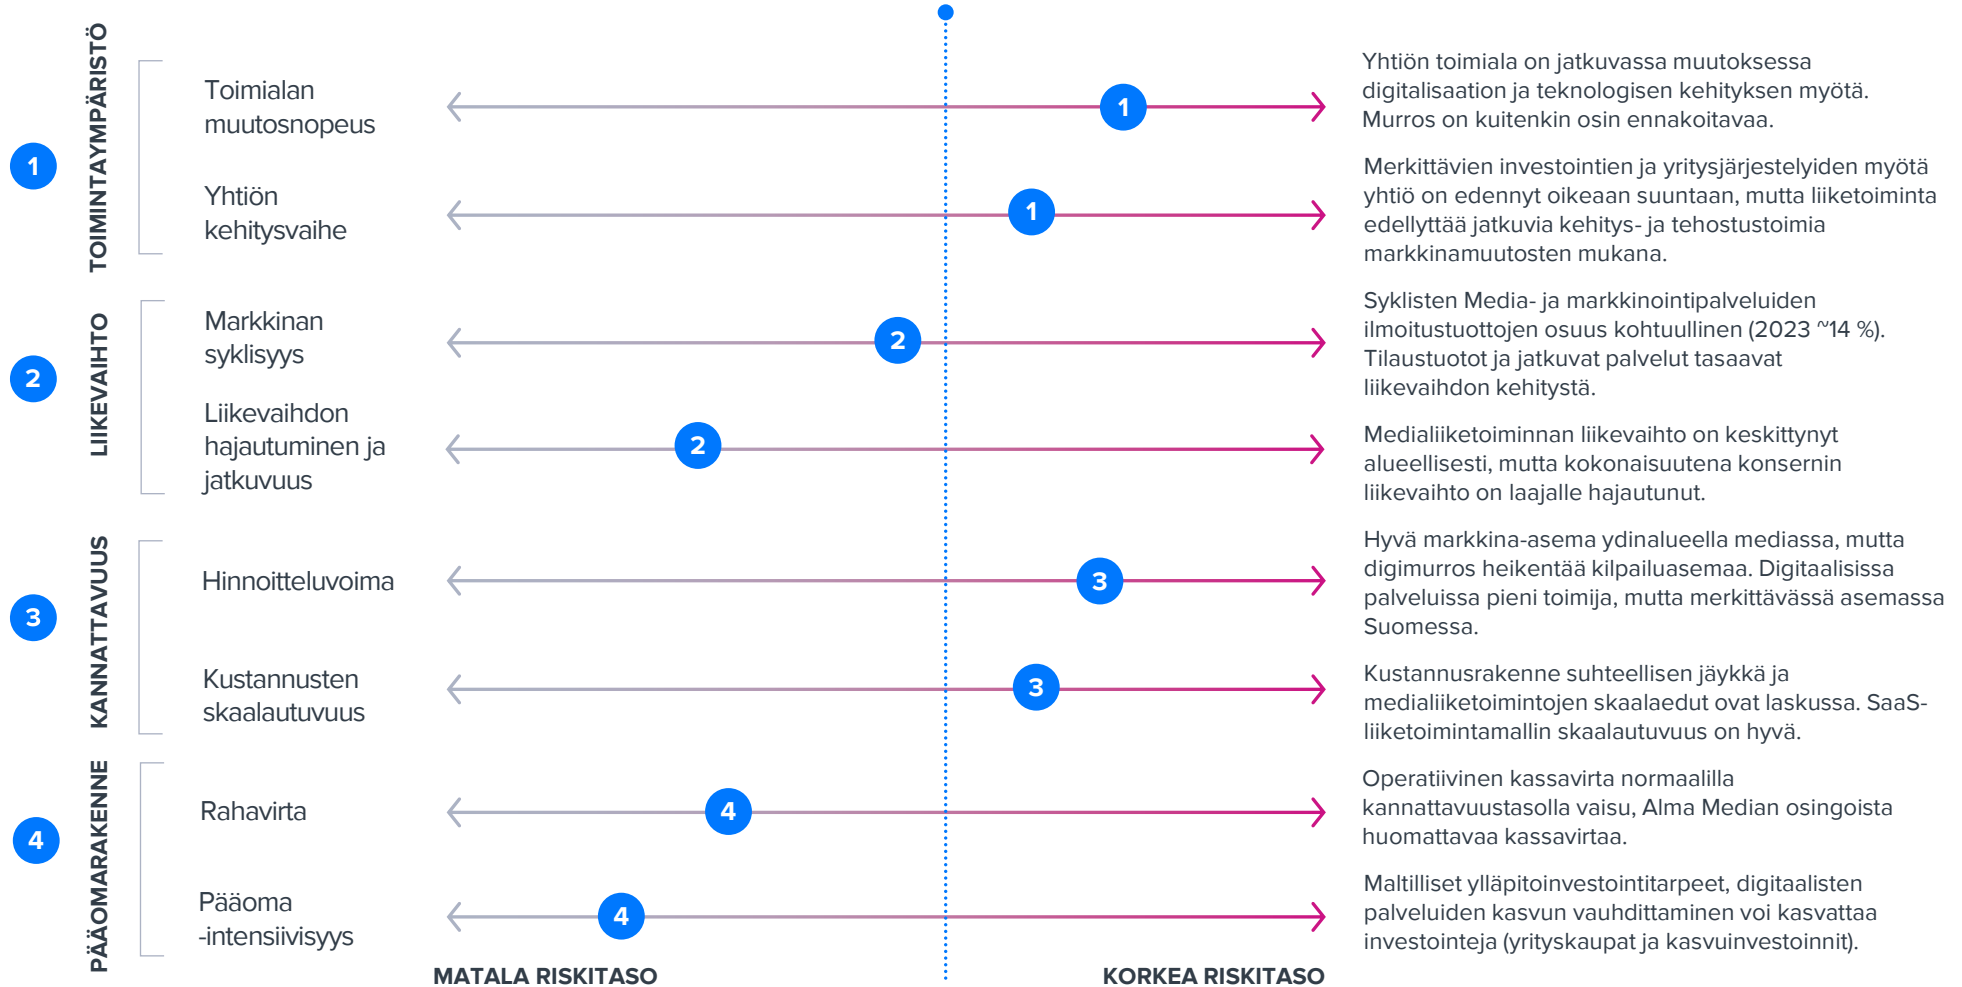 TOIMINTAYMPÄRISTÖ
1
Toimialan
muutosnopeus
1
Yhtiön toimiala on jatkuvassa muutoksessa
digitalisaation ja teknologisen kehityksen myötä.
Murros on kuitenkin osin ennakoitavaa.
Yhtiön
kehitysvaihe
1
Merkittävien investointien ja yritysjärjestelyiden myötä
yhtiö on edennyt oikeaan suuntaan, mutta liiketoiminta
edellyttää jatkuvia kehitys- ja tehostustoimia
markkinamuutosten mukana.
LIIKEVAIHTO
2
Markkinan
syklisyys
2
Syklisten Media- ja markkinointipalveluiden
ilmoitustuottojen osuus kohtuullinen (2023 ~14 %).
Tilaustuotot ja jatkuvat palvelut tasaavat
liikevaihdon kehitystä.
Liikevaihdon
hajautuminen ja
jatkuvuus
2
Medialiiketoiminnan liikevaihto on keskittynyt
alueellisesti, mutta kokonaisuutena konsernin
liikevaihto on laajalle hajautunut.
KANNATTAVUUS
3
Hinnoitteluvoima
3
Hyvä markkina-asema ydinalueella mediassa, mutta
digimurros heikentää kilpailuasemaa. Digitaalisissa
palveluissa pieni toimija, mutta merkittävässä asemassa
Suomessa.
Kustannusten
skaalautuvuus
3
Kustannusrakenne suhteellisen jäykkä ja
medialiiketoimintojen skaalaedut ovat laskussa. SaaS-
liiketoimintamallin skaalautuvuus on hyvä.
PÄÄOMARAKENNE
4
Rahavirta
4
Operatiivinen kassavirta normaalilla
kannattavuustasolla vaisu, Alma Median osingoista
huomattavaa kassavirtaa.
Pääoma
-intensiivisyys
4
Maltilliset ylläpitoinvestointitarpeet, digitaalisten
palveluiden kasvun vauhdittaminen voi kasvattaa
investointeja (yrityskaupat ja kasvuinvestoinnit).
MATALA RISKITASO
KORKEA RISKITASO